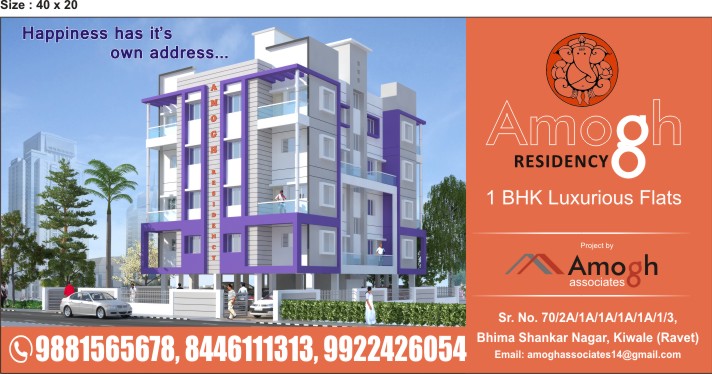 Size : 40 x 20
Happiness has it's
own address...
AMOGH RESIDENCY
Amogh
RESIDENCY
1 BHK Luxurious Flats
Project by
Amogh
associates
Sr. No. 70/2A/1A/1A/1A/1A/1/3,
Bhima Shankar Nagar, Kiwale (Ravet)
Email: amoghassociates14@gmail.com
9881565678, 8446111313, 9922426054